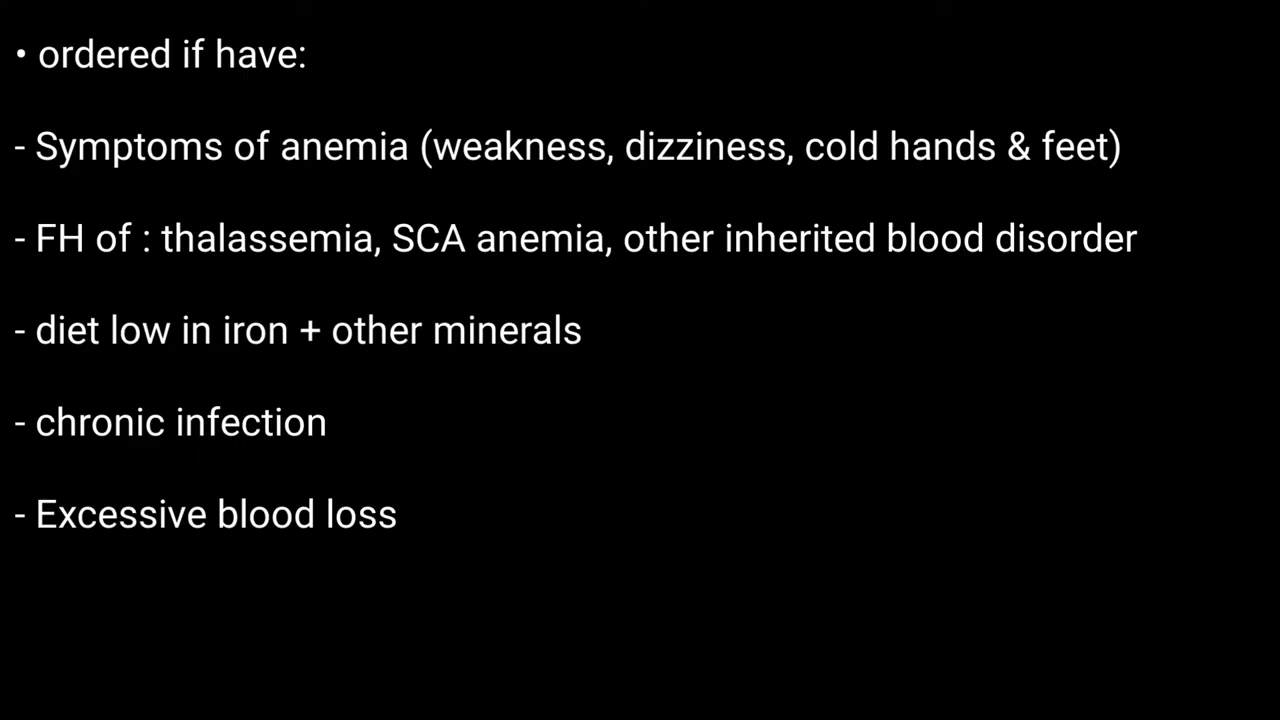 • ordered if have:
- Symptoms of anemia (weakness, dizziness, cold hands & feet)
- FH of : thalassemia, SCA anemia, other inherited blood disorder
- diet low in iron + other minerals
- chronic infection
- Excessive blood loss